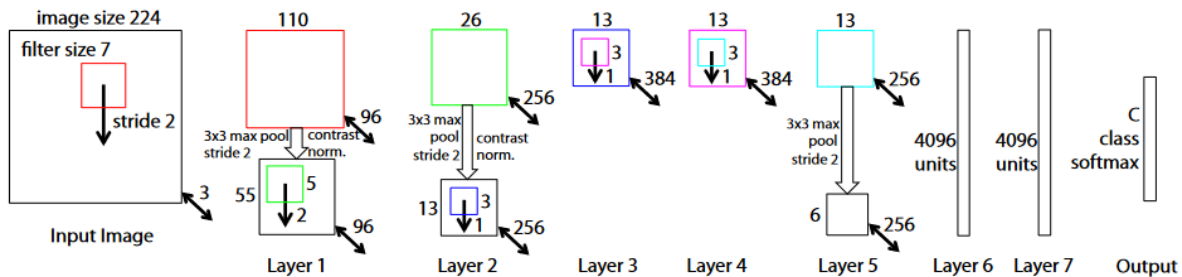 image size 224
filter size 7
stride 2
3
Input Image
110
96
3x3 max pool
stride 2
contrast
norm.
55
5
2
96
Layer 1
26
256
3x3 max
pool
stride 2
contrast
norm.
13
3
1
256
Layer 2
13
3
1
384
Layer 3
13
3
1
384
Layer 4
13
256
3x3 max
pool
stride 2
6
256
Layer 5
4096
units
Layer 6
4096
units
Layer 7
C
class
softmax
Output